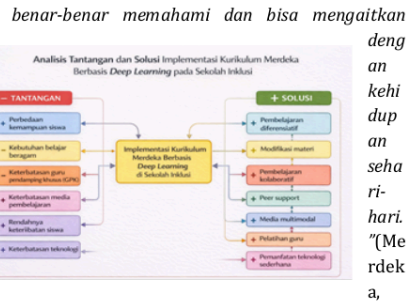 benar-benar memahami dan bisa mengaitkan
deng
an
kehi
dup
an
seha
ri-
hari.
"(Me
rdek
a,
Analisis Tantangan dan Solusi Implementasi Kurikulum Merdeka
Berbasis Deep Learning pada Sekolah Inklusi
− TANTANGAN
+ Perbedaan
kemampuan siswa
− Kebutuhan belajar
beragam
+ Keterbatasan guru
pendamping khusus (GPK)
+ Keterbatasan media
pembelajaran
+ Rendahnya
keterlibatan siswa
+ Keterbatasan teknologi
Implementasi Kurikulum
Merdeka Berbasis
Deep Learning
di Sekolah Inklusi
+ SOLUSI
+ Pembelajaran
diferensiatif
+ Modifikasi materi
+ Pembelajaran
kolaboratif
+ Peer support
+ Media multimodal
+ Pelatihan guru
+ Pemanfatan teknologi
sederhana